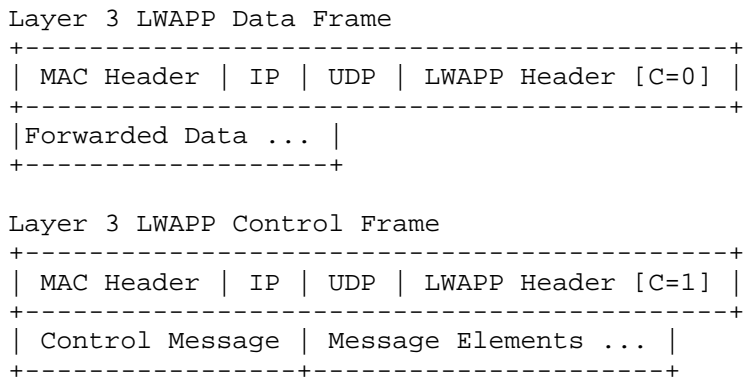 Layer 3 LWAPP Data Frame
+-------------------------------------------+
| MAC Header | IP | UDP | LWAPP Header [C=0] |
+-------------------------------------------+
|Forwarded Data ... |
+-------------------+
Layer 3 LWAPP Control Frame
+-------------------------------------------+
| MAC Header | IP | UDP | LWAPP Header [C=1] |
+-------------------------------------------+
| Control Message | Message Elements ... |
+-----------------+----------------------+